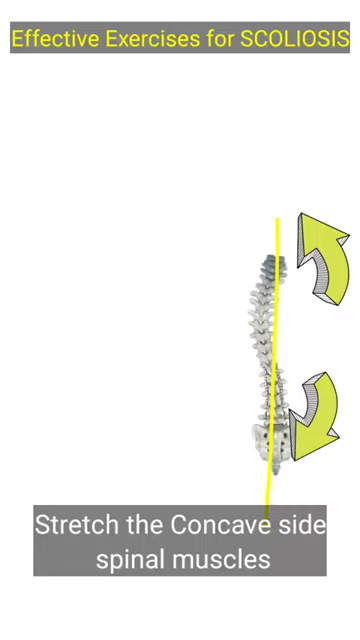 Effective Exercises for SCOLIOSIS
Stretch the Concave side
spinal muscles